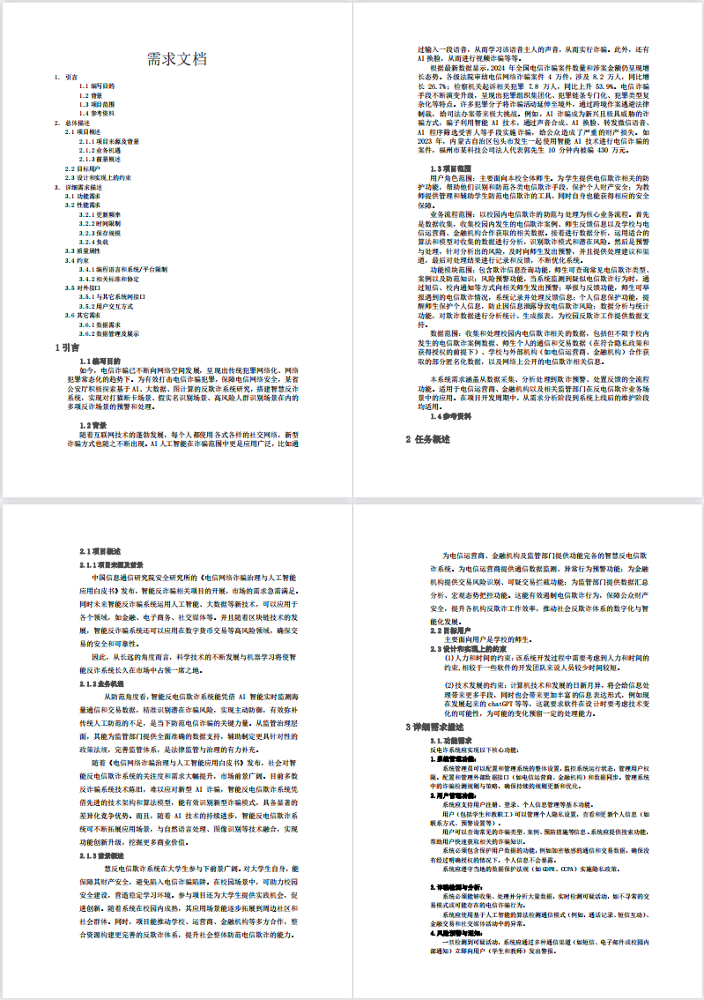 需求文档
1. 引言
1.1 编写目的
1.2 背景
1.3 项目范围
1.4 参考资料
2. 总体描述
2.1 项目概述
2.1.1 项目来源及背景
2.1.2 业务机遇
2.1.3 前景概述
2.2 目标用户
2.3 设计和实现上的约束
3. 详细需求描述
3.1 功能需求
3.2 性能需求
3.2.1 更新频率
3.2.2 时间限制
3.2.3 保存规模
3.2.4 负载
3.3 质量属性
3.4 约束
3.4.1 编程语言和系统/平台限制
3.4.2 相关标准和协定
3.5 对外接口
3.5.1 与其它系统间接口
3.5.2 用户交互方式
3.6 其它需求
3.6.1 数据需求
3.6.2 数据管理及展示
1 引言
1.1 编写目的
如今，电信诈骗已不断向网络空间发展，呈现出传统犯罪网络化、网络
犯罪常态化的趋势下。为有效打击电信诈骗犯罪，保障电信网络安全，某省
公安厅积极探索基于 AI、大数据、图计算的反欺诈系统研究，搭建智慧反诈
系统，实现对打猫断卡场景、假实名识别场景、高风险人群识别场景在内的
多项反诈场景的预警和处理。
1.2 背景
随着互联网技术的蓬勃发展，每个人都使用各式各样的社交网络，新型
诈骗方式也随之不断出现。AI 人工智能在诈骗范围中更是应用广泛，比如通
过输入一段语音，从而学习该语音主人的声音，从而实行诈骗。此外，还有
AI 换脸，从而进行视频诈骗等等。
根据最新数据显示，2024 年全国电信诈骗案件数量和涉案金额仍呈现增
长态势。各级法院审结电信网络诈骗案件 4 万件，涉及 8.2 万人，同比增
长 26.7%；检察机关起诉相关犯罪 7.8 万人，同比上升 53.9%。电信诈骗
手段不断演变升级，呈现出犯罪组织集团化、犯罪链条专门化、犯罪类型复
杂化等特点。许多犯罪分子将诈骗活动延伸至境外，通过跨境作案逃避法律
制裁，给司法办案带来极大挑战。例如，AI 诈骗成为新兴且极具威胁的诈
骗方式，骗子利用智能 AI 技术，通过声音合成、AI 换脸、转发微信语音、
AI 程序筛选受害人等手段实施诈骗，给公众造成了严重的财产损失。如
2023 年，内蒙古自治区包头市发生一起使用智能 AI 技术进行电信诈骗的
案件，福州市某科技公司法人代表郭先生 10 分钟内被骗 430 万元。
1.3 项目范围
用户角色范围：主要面向本校全体师生。为学生提供电信欺诈相关的防
护功能，帮助他们识别和防范各类电信欺诈手段，保护个人财产安全；为教
师提供管理和辅助学生防范电信欺诈的工具，同时自身也能获得相应的安全
保障。
业务流程范围：以校园内电信欺诈的防范与处理为核心业务流程。首先
是数据收集，收集校园内发生的电信欺诈案例、师生反馈信息以及学校与电
信运营商、金融机构合作获取的相关数据。接着进行数据分析，运用适合的
算法和模型对收集的数据进行分析，识别欺诈模式和潜在风险。然后是预警
与处理，针对分析出的风险，及时向师生发出预警，并且提供处理建议和渠
道，最后对处理结果进行记录和反馈，不断优化系统。
功能模块范围：包含欺诈信息查询功能，师生可查询常见电信欺诈类型、
案例以及防范知识；风险预警功能，当系统监测到疑似电信欺诈行为时，通
过短信、校内通知等方式向相关师生发出预警；举报与反馈功能，师生可举
报遇到的电信欺诈情况，系统记录并处理反馈信息；个人信息保护功能，提
醒师生保护个人信息，防止因信息泄露导致电信欺诈风险；数据分析与统计
功能，对欺诈数据进行分析统计，生成报表，为校园反欺诈工作提供数据支
持。
数据范围：收集和处理校园内电信欺诈相关的数据，包括但不限于校内
发生的电信欺诈案例数据、师生个人的通信和交易数据（在符合隐私政策和
获得授权的前提下）、学校与外部机构（如电信运营商、金融机构）合作获
取的部分匿名化数据，以及网络上公开的电信欺诈相关信息。
本系统需求涵盖从数据采集、分析处理到欺诈预警、处置反馈的全流程
功能。适用于电信运营商、金融机构以及相关监管部门在反电信欺诈业务场
景中的应用。在项目开发周期中，从需求分析阶段到系统上线后的维护阶段
均适用。
1.4 参考资料
2 任务概述
2.1 项目概述
2.1.1 项目来源及前景
中国信息通信研究院安全研究所的《电信网络诈骗治理与人工智能
应用白皮书》发布，智能反诈骗相关项目的开展，市场的需求急需满足。
同时未来智能反诈骗系统运用人工智能、大数据等新技术，可以应用于
各个领域，如金融、电子商务、社交媒体等。并且随着区块链技术的发
展，智能反诈骗系统还可以应用在数字货币交易等高风险领域，确保交
易的安全和可靠性。
因此，从长远的角度而言，科学技术的不断发展与机器学习将使智
能反诈系统长久在市场中占领一席之地。
2.1.2 业务机遇
从防范角度看，智能反电信欺诈系统能凭借 AI 智能实时监测海
量通信和交易数据，精准识别潜在诈骗风险，实现主动防御，有效弥补
传统人工防范的不足，是当下防范电信诈骗的关键力量。从监管治理层
面，其能为监管部门提供全面准确的数据支持，辅助制定更具针对性的
政策法规，完善监管体系，是法律监管与治理的有力补充。
随着《电信网络诈骗治理与人工智能应用白皮书》发布，社会对智
能反电信欺诈系统的关注度和需求大幅提升，市场前景广阔。目前多数
反诈骗系统技术陈旧，难以应对新型 AI 诈骗，智能反电信欺诈系统凭
借先进的技术架构和算法模型，能有效识别新型诈骗模式，具备显著的
差异化竞争优势。而且，随着 AI 技术的持续进步，智能反电信欺诈系
统可不断拓展应用场景，与自然语言处理、图像识别等技术融合，实现
功能创新升级，挖掘更多商业价值。
2.1.3 前景概述
慧反电信欺诈系统在大学生参与下前景广阔。对大学生自身，能
保障其财产安全，避免陷入电信诈骗陷阱。在校园场景中，可助力校园
安全建设，营造稳定学习环境。参与项目还为大学生提供实践机会，促
进创新。随着系统在校园内成熟，其应用场景能逐步拓展到周边社区和
社会群体。同时，项目能推动学校、运营商、金融机构等多方合作，整
合资源构建更完善的反欺诈体系，提升社会整体防范电信欺诈的能力。
为电信运营商、金融机构及监管部门提供功能完备的智慧反电信欺
诈系统。为电信运营商提供通信数据监测、异常行为预警功能；为金融
机构提供交易风险识别、可疑交易拦截功能；为监管部门提供数据汇总
分析、宏观态势把控功能。这能有效遏制电信欺诈行为，保障公众财产
安全，提升各机构反欺诈工作效率，推动社会反欺诈体系的数字化与智
能化发展。
2.2 目标用户
主要面向用户是学校的师生。
2.3 设计和实现上的约束
(1)人力和时间的约束:该系统开发过程中需要考虑到人力和时间的
约束,相较于一些软件的开发团队来说人员较少时间较短。
(2)技术发展的约束：计算机技术和发展的日新月异，将会给信息处
理带来更多手段，同时也会带来更加丰富的信息表达形式，例如现
在发展起来的 chatGPT 等等，这就要求软件在设计时要考虑技术变
化的可能性，为可能的变化预留一定的处理能力。
3 详细需求描述
3.1. 功能需求
反电诈系统应实现以下核心功能：
1. 系统管理功能：
系统管理员可以配置和管理系统的整体设置，监控系统运行状态，管理用户权
限。配置和管理外部数据接口（如电信运营商、金融机构）和数据同步。管理系统
中的诈骗检测规则与策略，确保持续的规则更新和优化。
2. 用户管理功能：
系统应支持用户注册、登录、个人信息管理等基本功能。
用户（包括学生和教职工）可以管理个人隐私设置，查看和更新个人信息（如
联系方式、预警设置等）。
用户可以查询常见的诈骗类型、案例、预防措施等信息。系统应提供搜索功能，
帮助用户快速获取相关的诈骗知识。
系统必须包含保护用户数据的功能，例如加密敏感的通信和交易数据，确保没
有经过明确授权的情况下，个人信息不会暴露。
系统应遵守当地的数据保护法规（如 GDPR、CCPA）实施隐私政策。
3. 诈骗检测与分析：
系统必须能够收集、处理并分析大量数据，实时检测可疑活动，如不寻常的交
易模式或可能存在的电信诈骗行为。
系统应使用基于人工智能的算法检测通信模式（例如，通话记录、短信互动）、
金融交易和社交媒体活动中的异常。
4. 风险预警与通知：
一旦检测到可疑活动，系统应通过多种通信渠道（如短信、电子邮件或校园内
部通知）立即向用户（学生和教师）发出警报。